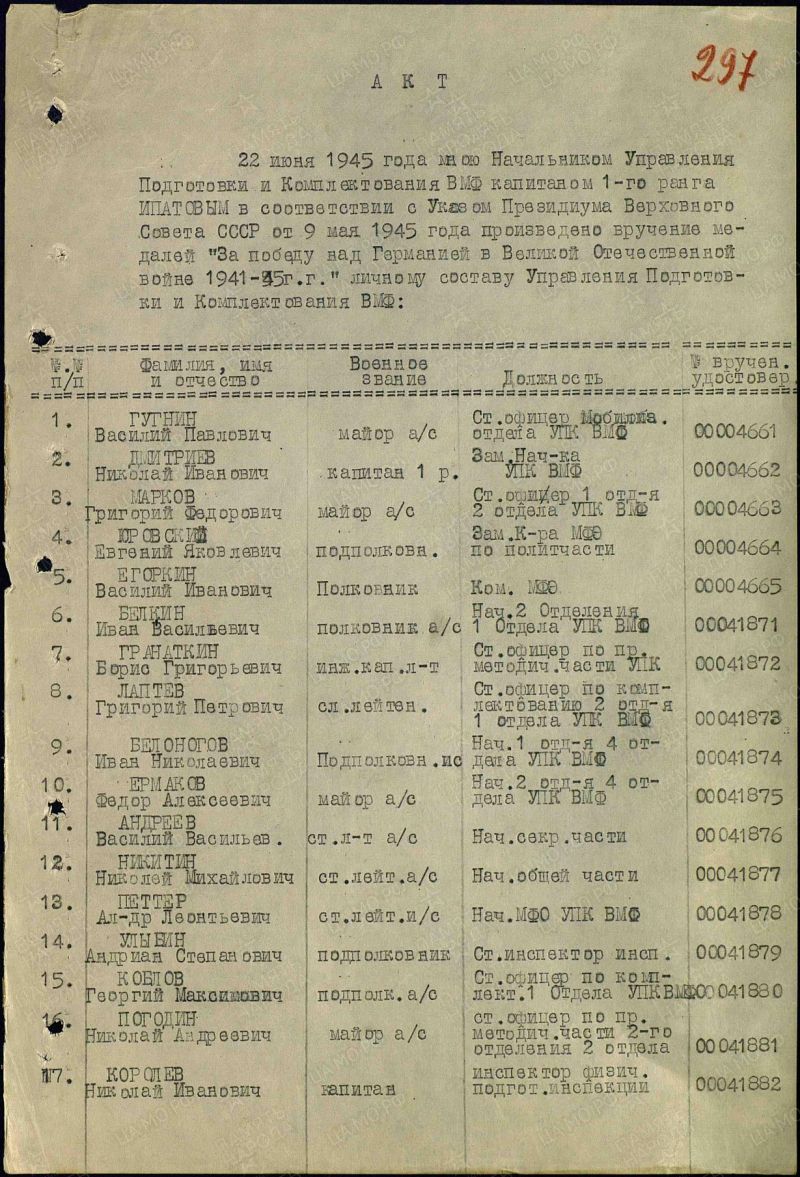 297
А К Т
22 июня 1945 года мною Начальником Управления
Подготовки и Комплектования ВМФ капитаном 1-го ранга
ИПАТОВЫМ в соответствии с Указом Президиума Верховного
Совета СССР от 9 мая 1945 года произведено вручение ме-
далей "За победу над Германией в Великой Отечественной
войне 1941-45г.г." личному составу Управления Подготов-
ки и Комплектования ВМФ:
№.№ п/п Фамилия, имя и отчество Военное звание Должность № вручен. удостовер.
1. ГУГНИН Ст.офицер Мобплна.
Василий Павлович майор а/с отдела УПК ВМФ 00004661
2. ДМИТРИЕВ Зам.Нач-ка
Николай Иванович капитан 1 р. УПК ВМФ 00004662
3. МАРКОВ Ст.офицер 1 отд-я
Григорий Федорович майор а/с 2 отдела УПК ВМФ 00004663
4. ЮРОВСКИЙ Зам.К-ра МФО
Евгений Яковлевич подполковн. по политчасти 00004664
5. ЕГОРКИН
Василий Иванович Полковник Ком. МФО 00004665
6. БЕЛКИН Нач.2 Отделения
Иван Васильевич полковник а/с 1 Отдела УПК ВМФ 00041871
7. ГРАНАТКИН Ст.офицер по пр.
Борис Григорьевич инж.кап.л-т методич.части УПК 00041872
8. ЛАПТЕВ Ст.офицер по комп-
Григорий Петрович сл.лейтен. лектованию 2 отд-я
1 отдела УПК ВМФ 00041873
9. БЕЛОНОГОВ Нач.1 отд-я 4 от-
Иван Николаевич Подполковн.ис дела УПК ВМФ 00041874
10. ЕРМАКОВ Нач.2 отд-я 4 от-
Федор Алексеевич майор а/с дела УПК ВМФ 00041875
11. АНДРЕЕВ
Василий Васильев. ст.л-т а/с Нач.секр.части 00041876
12. НИКИТИН
Николей Михайлович ст.лейт.а/с Нач.общей части 00041877
13. ПЕТТЕР
Ал-др Леонтьевич ст.лейт.и/с Нач.МФО УПК ВМФ 00041878
14. УЛЫБИН
Андриан Степанович подполковник Ст.инспектор инсп. 00041879
15. КОБЛОВ Ст.офицер по комп-
Георгий Максимович подполк.а/с лект.1 Отдела УПКВМФ 00041880
16. ПОГОДИН ст.офицер по пр.
Николай Андреевич майор а/с методич.части 2-го
отделения 2 отдела 00041881
17. КОРОЛЕВ инспектор физич.
Николай Иванович капитан подгот.инспекции 00041882